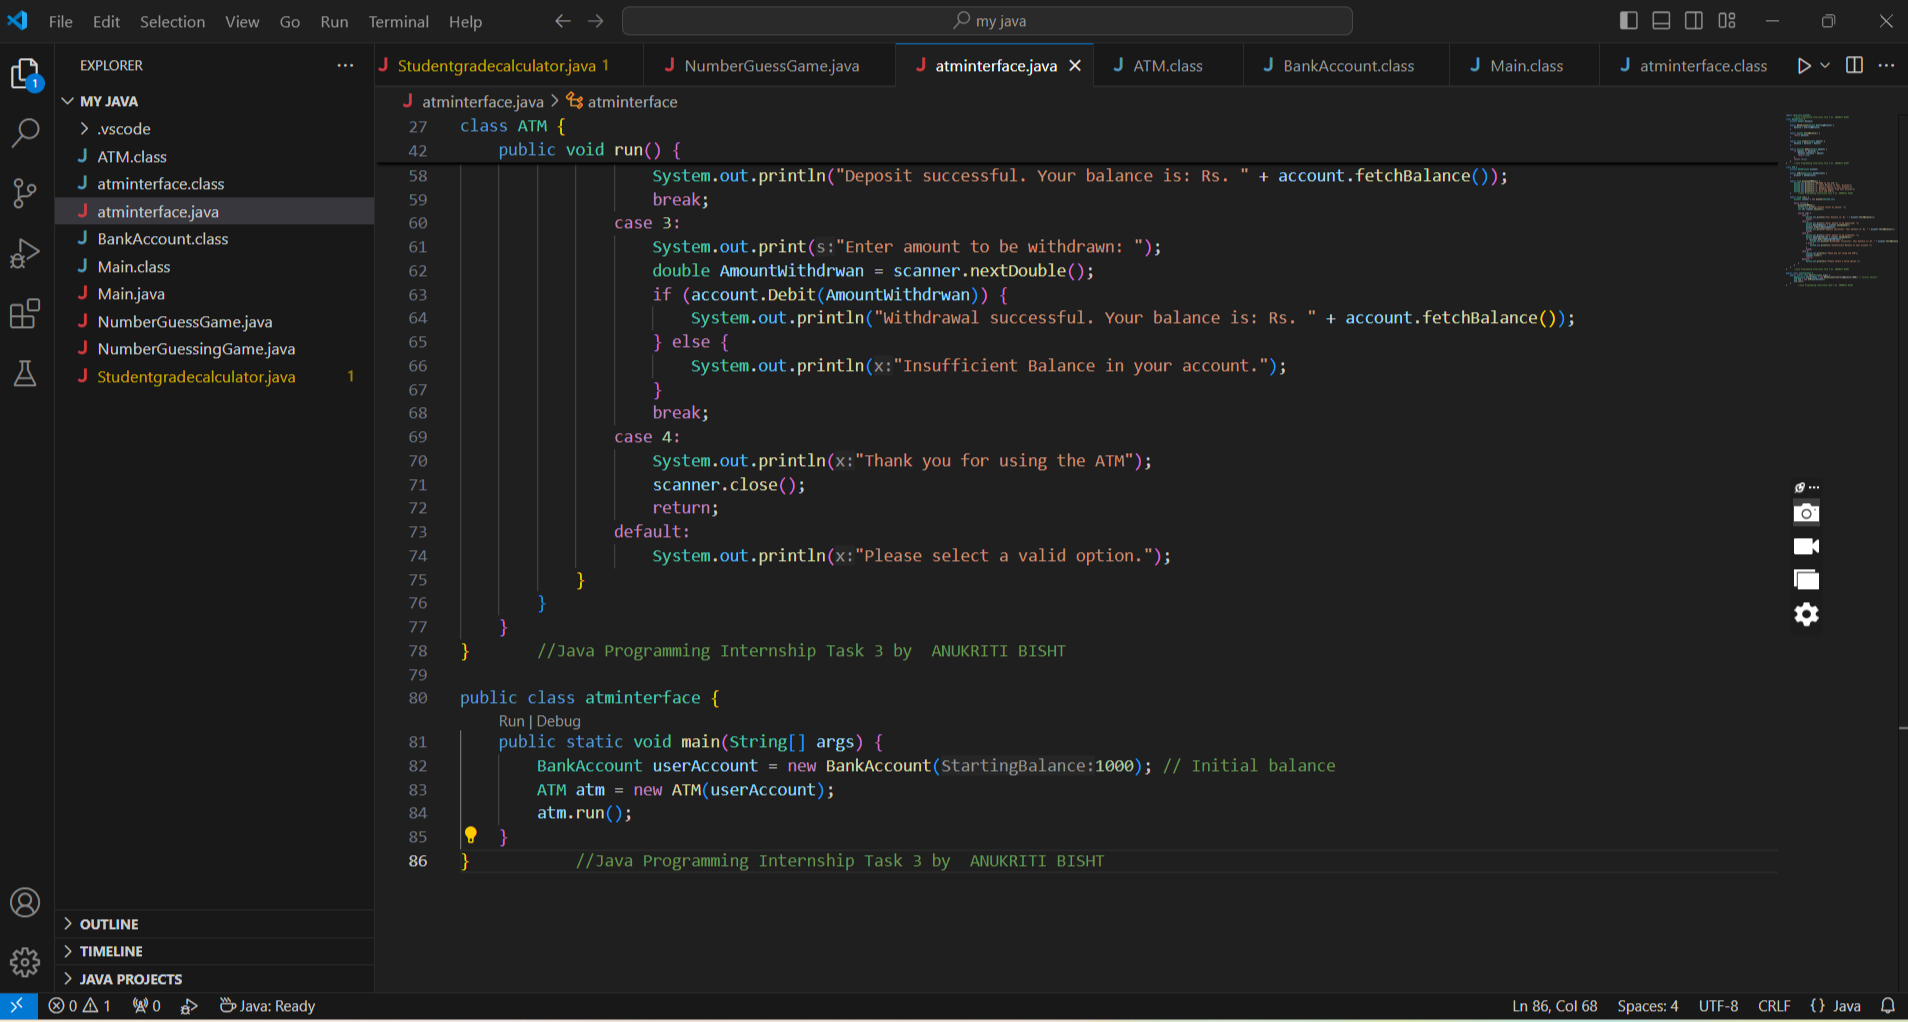 File Edit Selection View Go Run Terminal Help
my java
1
EXPLORER
MY JAVA
.vscode
ATM.class
atminterface.class
atminterface.java
BankAccount.class
Main.class
Main.java
NumberGuessGame.java
NumberGuessingGame.java
Studentgradecalculator.java 1
OUTLINE
TIMELINE
JAVA PROJECTS
Studentgradecalculator.java 1
NumberGuessGame.java
atminterface.java
ATM.class
BankAccount.class
Main.class
atminterface.class
atminterface.java > atminterface
27 class ATM {
42 public void run() {
58 System.out.println("Deposit successful. Your balance is: Rs. " + account.fetchBalance());
59 break;
60 case 3:
61 System.out.print(s:"Enter amount to be withdrawn: ");
62 double AmountWithdrwan = scanner.nextDouble();
63 if (account.Debit(AmountWithdrwan)) {
64 System.out.println("Withdrawal successful. Your balance is: Rs. " + account.fetchBalance());
65 } else {
66 System.out.println(x:"Insufficient Balance in your account.");
67 }
68 break;
69 case 4:
70 System.out.println(x:"Thank you for using the ATM");
71 scanner.close();
72 return;
73 default:
74 System.out.println(x:"Please select a valid option.");
75 }
76 }
77 }
78 } //Java Programming Internship Task 3 by  ANUKRITI BISHT
79
80 public class atminterface {
Run | Debug
81 public static void main(String[] args) {
82 BankAccount userAccount = new BankAccount(StartingBalance:1000); // Initial balance
83 ATM atm = new ATM(userAccount);
84 atm.run();
85 }
86 } //Java Programming Internship Task 3 by  ANUKRITI BISHT
0 1 0 Java: Ready
Ln 86, Col 68 Spaces: 4 UTF-8 CRLF {} Java